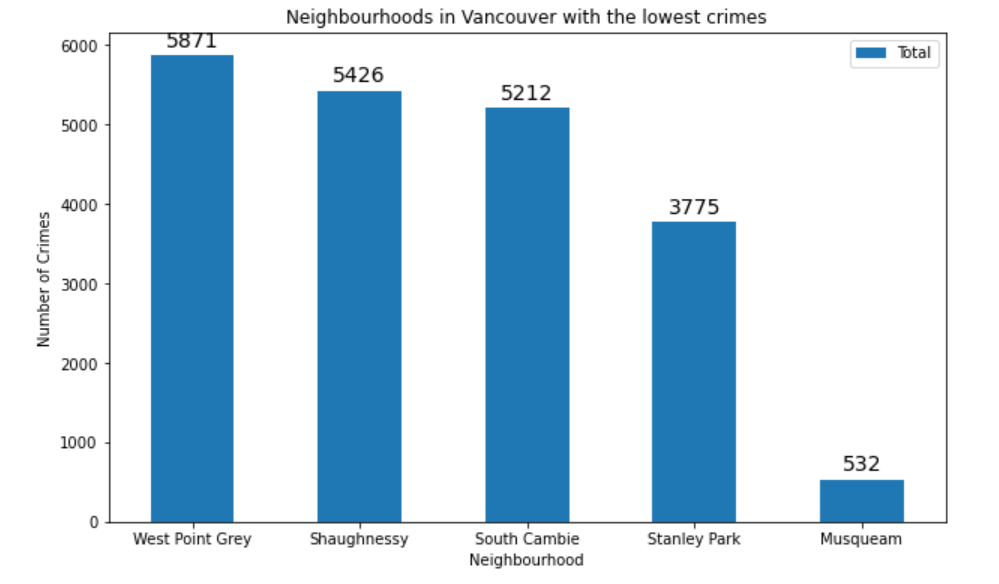 Neighbourhoods in Vancouver with the lowest crimes
Total
Number of Crimes
6000
5000
4000
3000
2000
1000
0
5871
5426
5212
3775
532
West Point Grey
Shaughnessy
South Cambie
Stanley Park
Musqueam
Neighbourhood